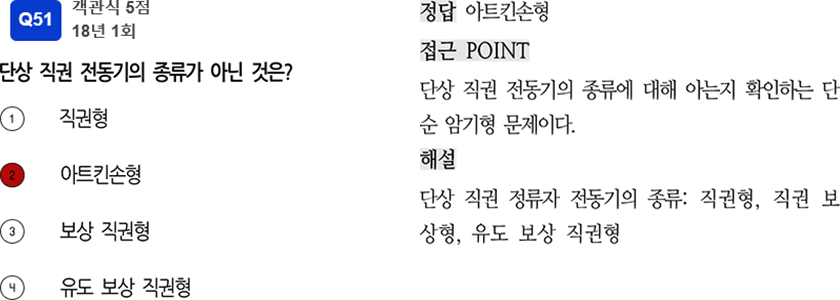 Q51
객관식 5점
18년 1회
단상 직권 전동기의 종류가 아닌 것은?
1 직권형
2 아트킨손형
3 보상 직권형
4 유도 보상 직권형
정답 아트킨손형
접근 POINT
단상 직권 전동기의 종류에 대해 아는지 확인하는 단
순 암기형 문제이다.
해설
단상 직권 정류자 전동기의 종류: 직권형, 직권 보
상형, 유도 보상 직권형